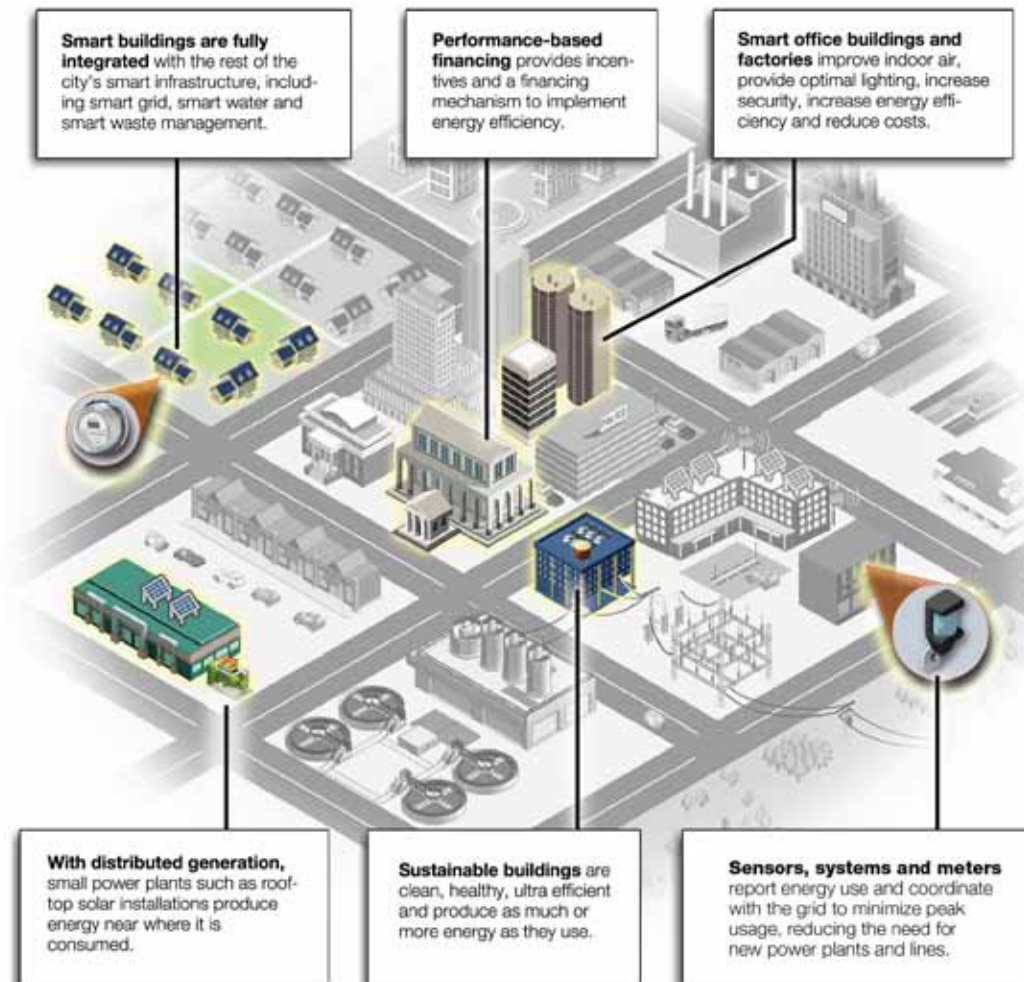 Smart buildings are fully
integrated with the rest of the
city's smart infrastructure, includ-
ing smart grid, smart water and
smart waste management.
Performance-based
financing provides incen-
tives and a financing
mechanism to implement
energy efficiency.
Smart office buildings and
factories improve indoor air,
provide optimal lighting, increase
security, increase energy effi-
ciency and reduce costs.
With distributed generation,
small power plants such as roof-
top solar installations produce
energy near where it is
consumed.
Sustainable buildings are
clean, healthy, ultra efficient
and produce as much or
more energy as they use.
Sensors, systems and meters
report energy use and coordinate
with the grid to minimize peak
usage, reducing the need for
new power plants and lines.